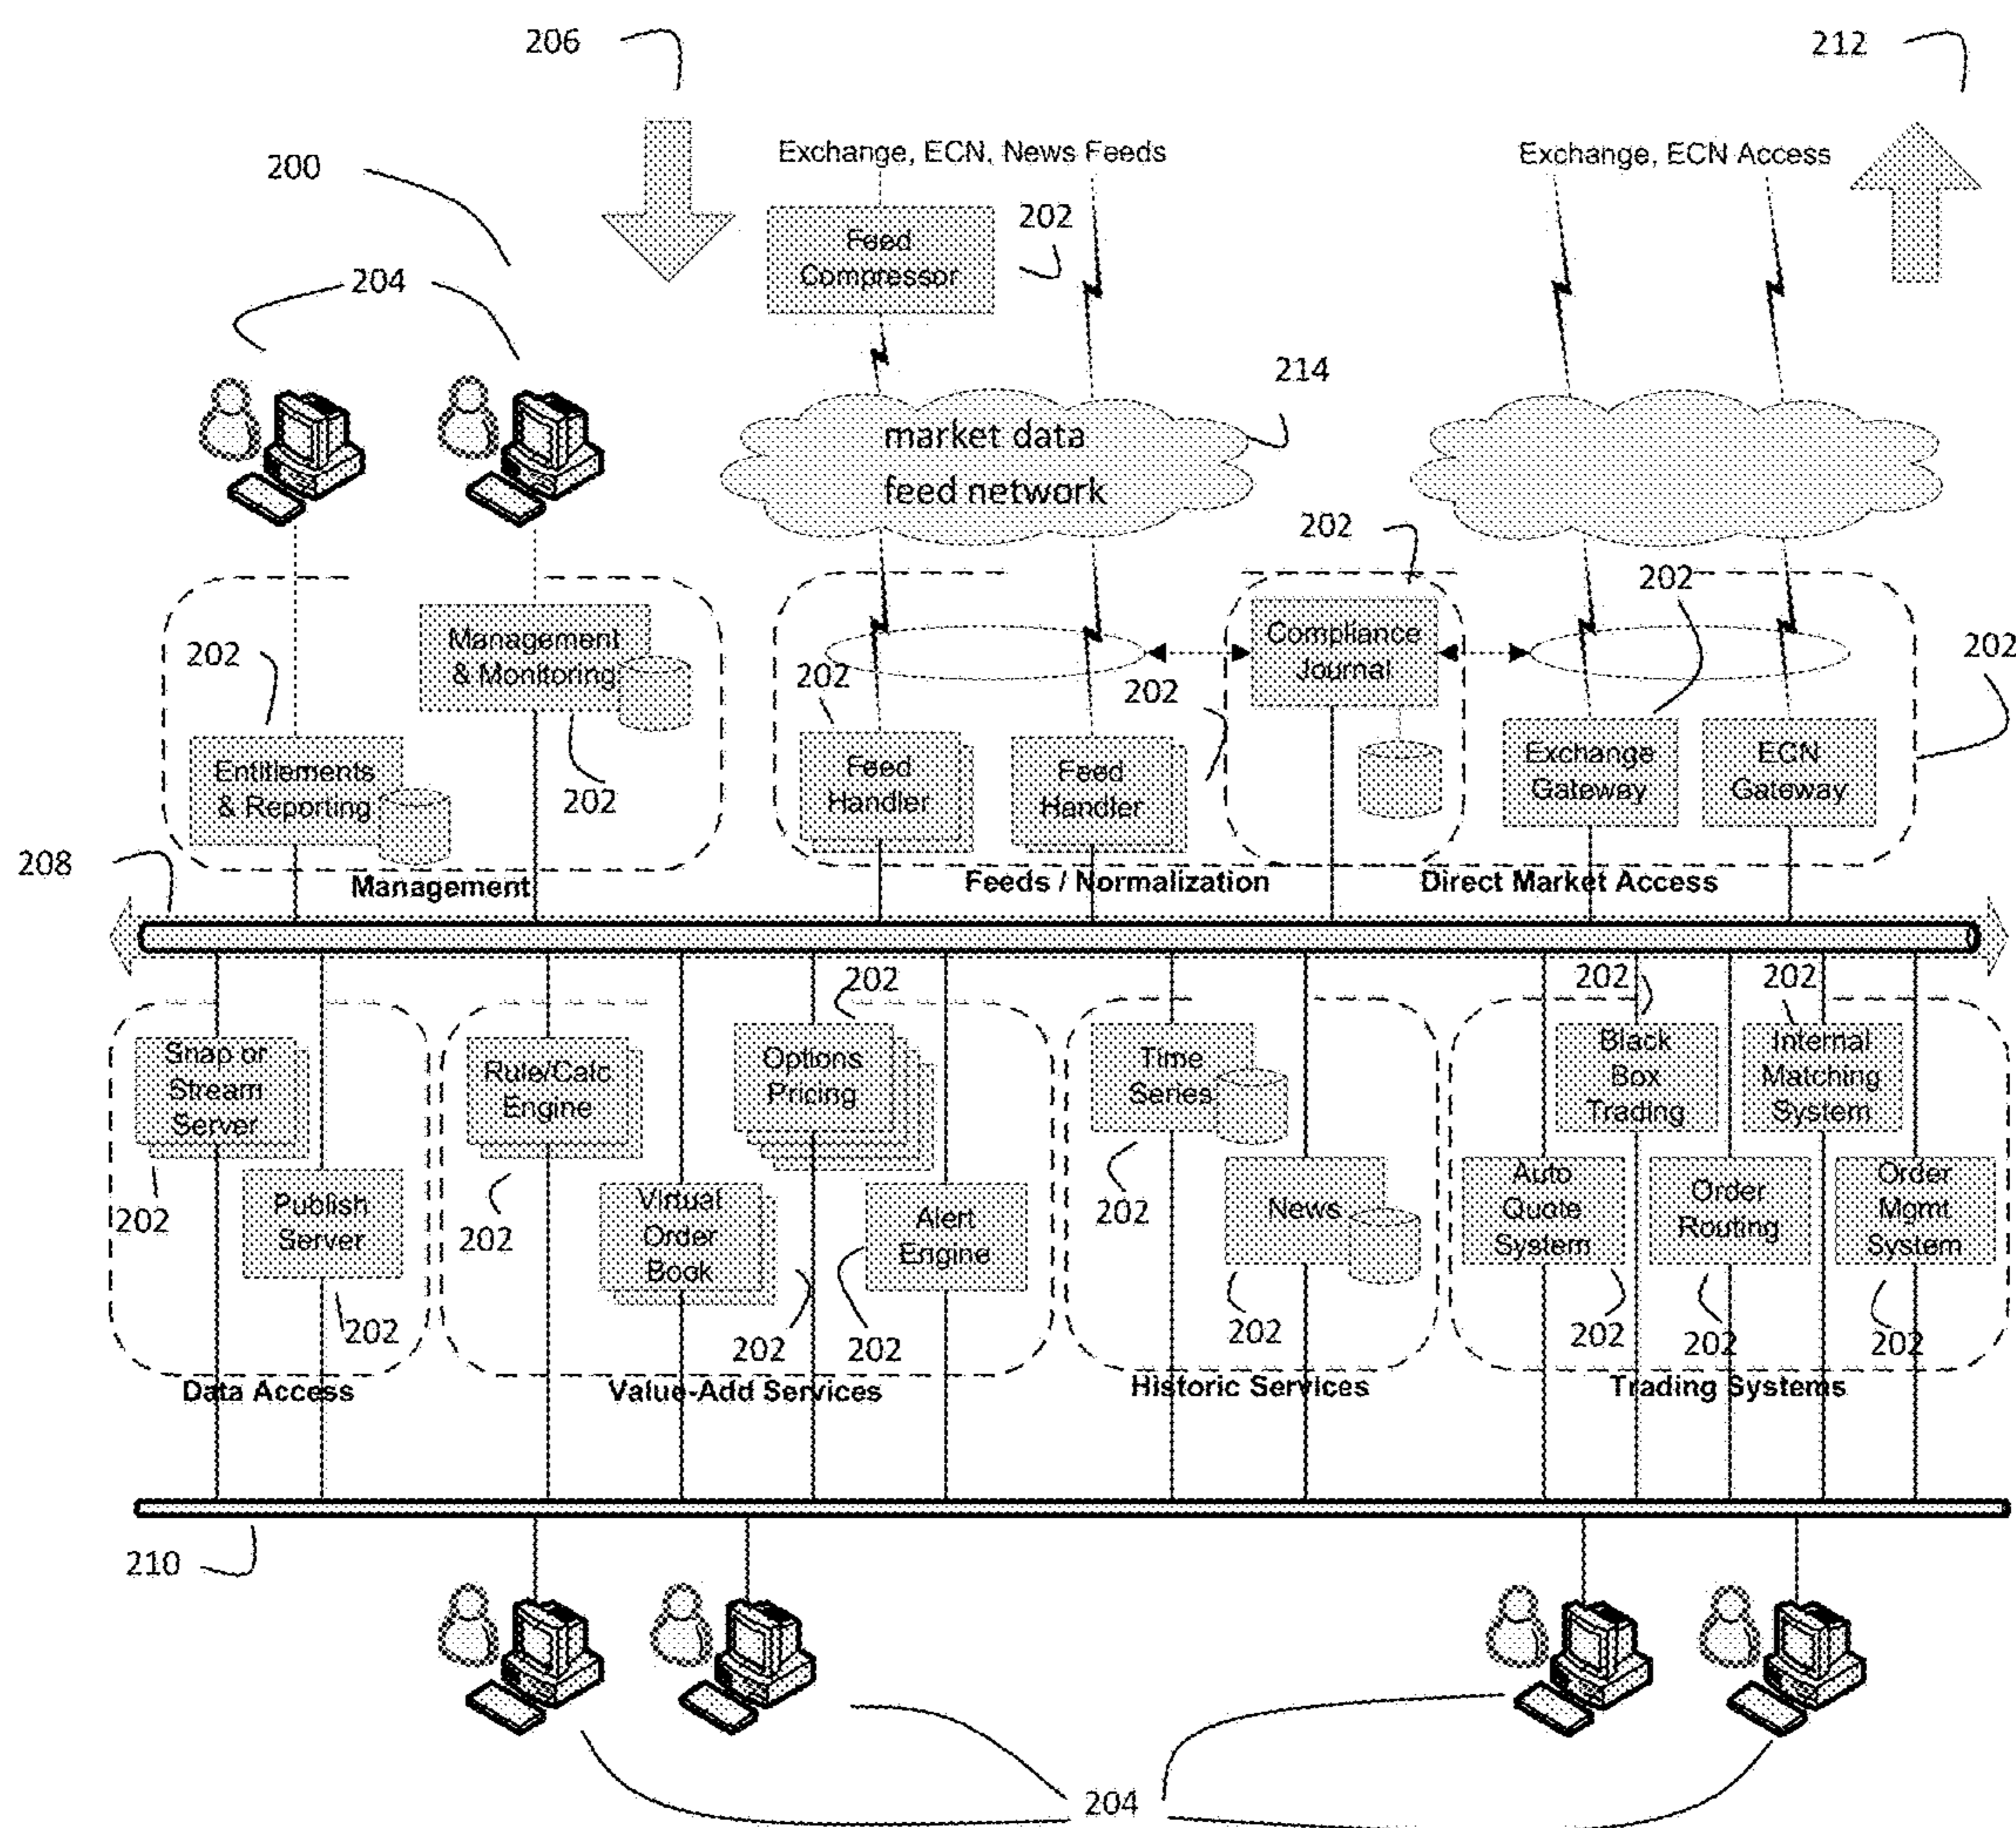 206
212
200
Exchange, ECN, News Feeds
Exchange, ECN Access
204
Feed
Compressor
202
214
market data
feed network
202
202
202
Management
& Monitoring
202
202
202
Compliance
Journal
202
Entitlements
& Reporting
202
Feed
Handler
Feed
Handler
Exchange
Gateway
ECN
Gateway
208
Management
Feeds / Normalization
Direct Market Access
202
202
202
Snap or
Stream
Server
Rule/Calc
Engine
Options
Pricing
Time
Series
Black
Box
Trading
Internal
Matching
System
202
Publish
Server
202
Virtual
Order
Book
Alert
Engine
202
News
Auto
Quote
System
Order
Routing
Order
Mgmt
System
202
202
202
202
202
202
202
Data Access
Value-Add Services
Historic Services
Trading Systems
210
204